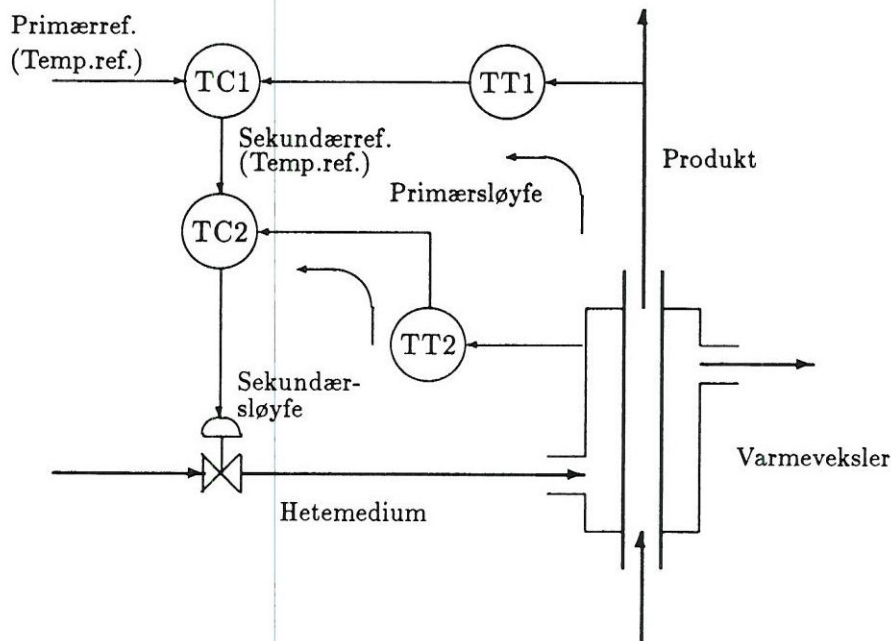 Primærref.
(Temp.ref.)
TC1
TT1
Sekundærref.
(Temp.ref.)
Produkt
Primærsløyfe
TC2
TT2
Sekundær-
sløyfe
Varmeveksler
Hetemedium